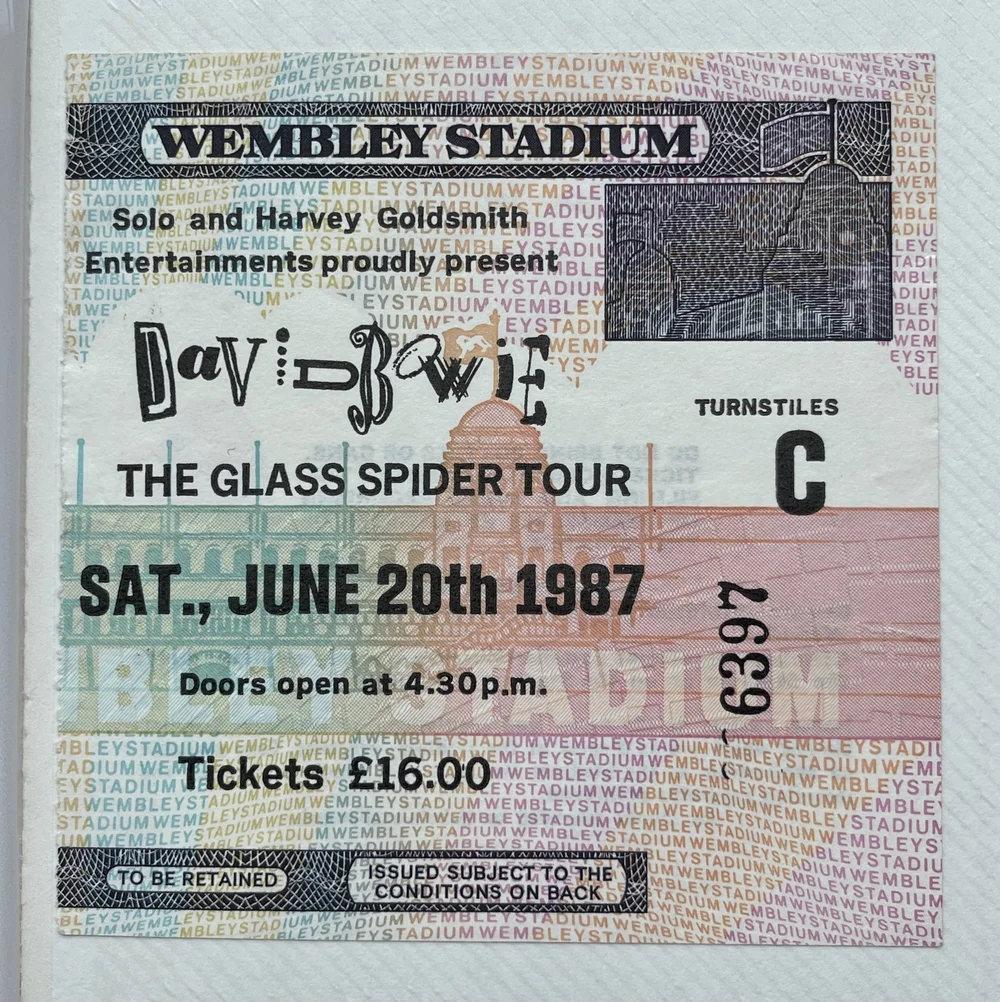 WEMBLEY STADIUM
Solo and Harvey Goldsmith
Entertainments proudly present
DaViD BoWiE
THE GLASS SPIDER TOUR
TURNSTiLES
C
SAT., JUNE 20th 1987
Doors open at 4.30p.m.
6397
MBLEY STADIUM
Tickets £16.00
TO BE RETAINED
ISSUED SUBJECT TO THE
CONDITIONS ON BACK